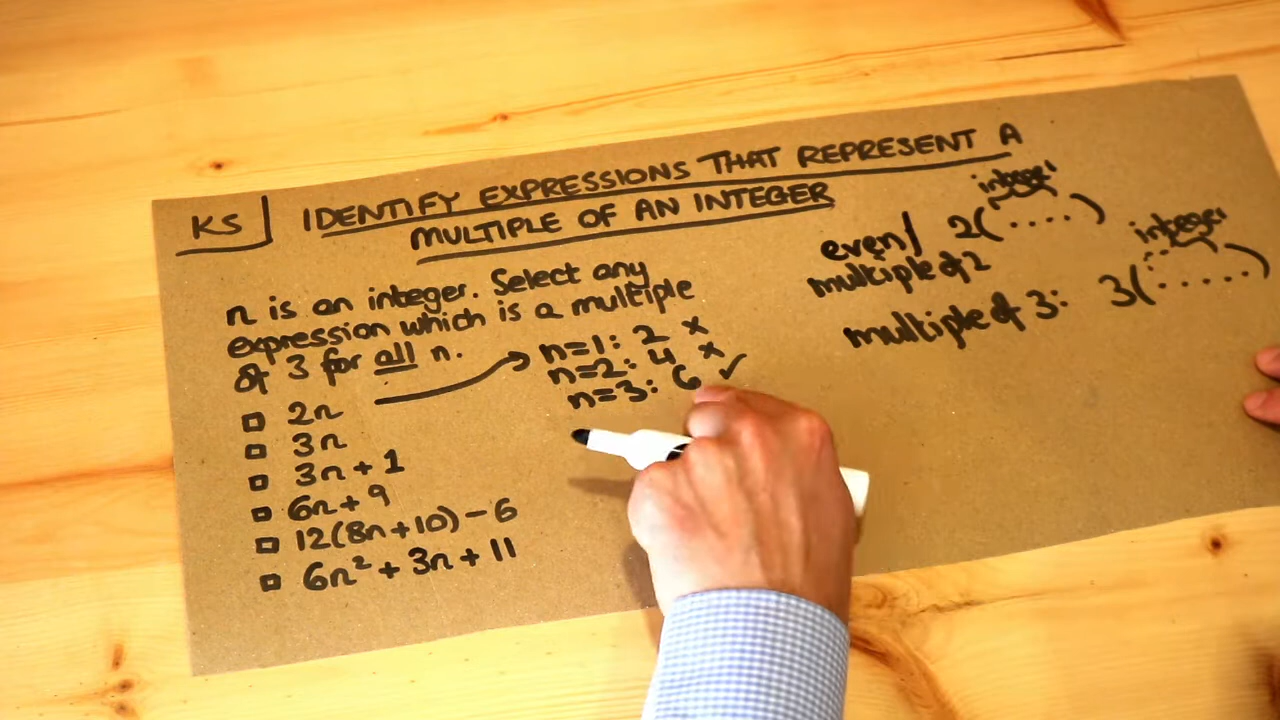 KS
IDENTIFY EXPRESSIONS THAT REPRESENT A
MULTIPLE OF AN INTEGER
n is an integer. Select any
expression which is a multiple
of 3 for all n.
□ 2n
□ 3n
□ 3n + 1
□ 6n + 9
□ 12(8n+10) - 6
□ 6n² + 3n + 11
n=1: 2 ×
n=2: 4 ×
n=3: 6 ✓
integer
even/ 2(....)
multiple of 2
integer
multiple of 3: 3(.....)